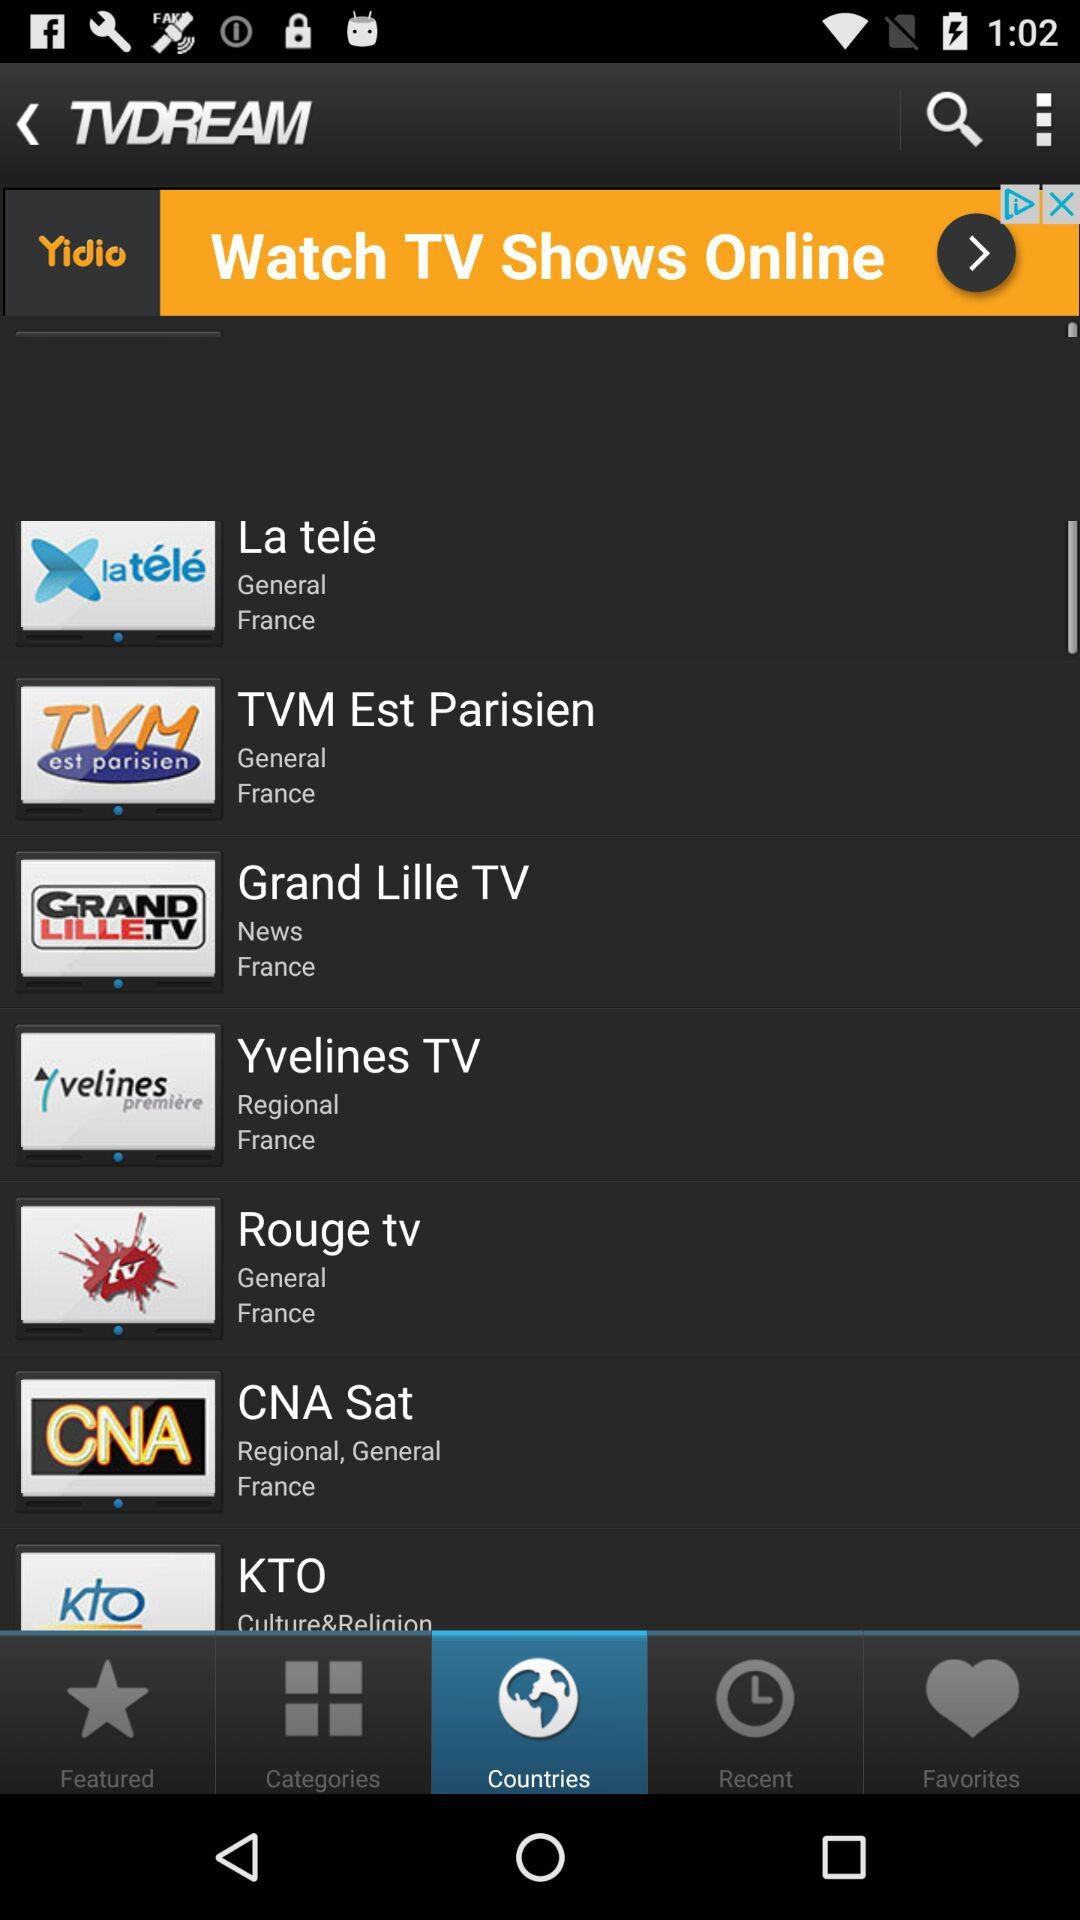 FAKE
1:02
TVDREAM
Yidio
Watch TV Shows Online
latélé
La telé
General
France
TVM
est parisien
TVM Est Parisien
General
France
GRAND
LILLE.TV
Grand Lille TV
News
France
yvelines
première
Yvelines TV
Regional
France
tv
Rouge tv
General
France
CNA
CNA Sat
Regional, General
France
kto
KTO
Culture&Religion
Featured
Categories
Countries
Recent
Favorites